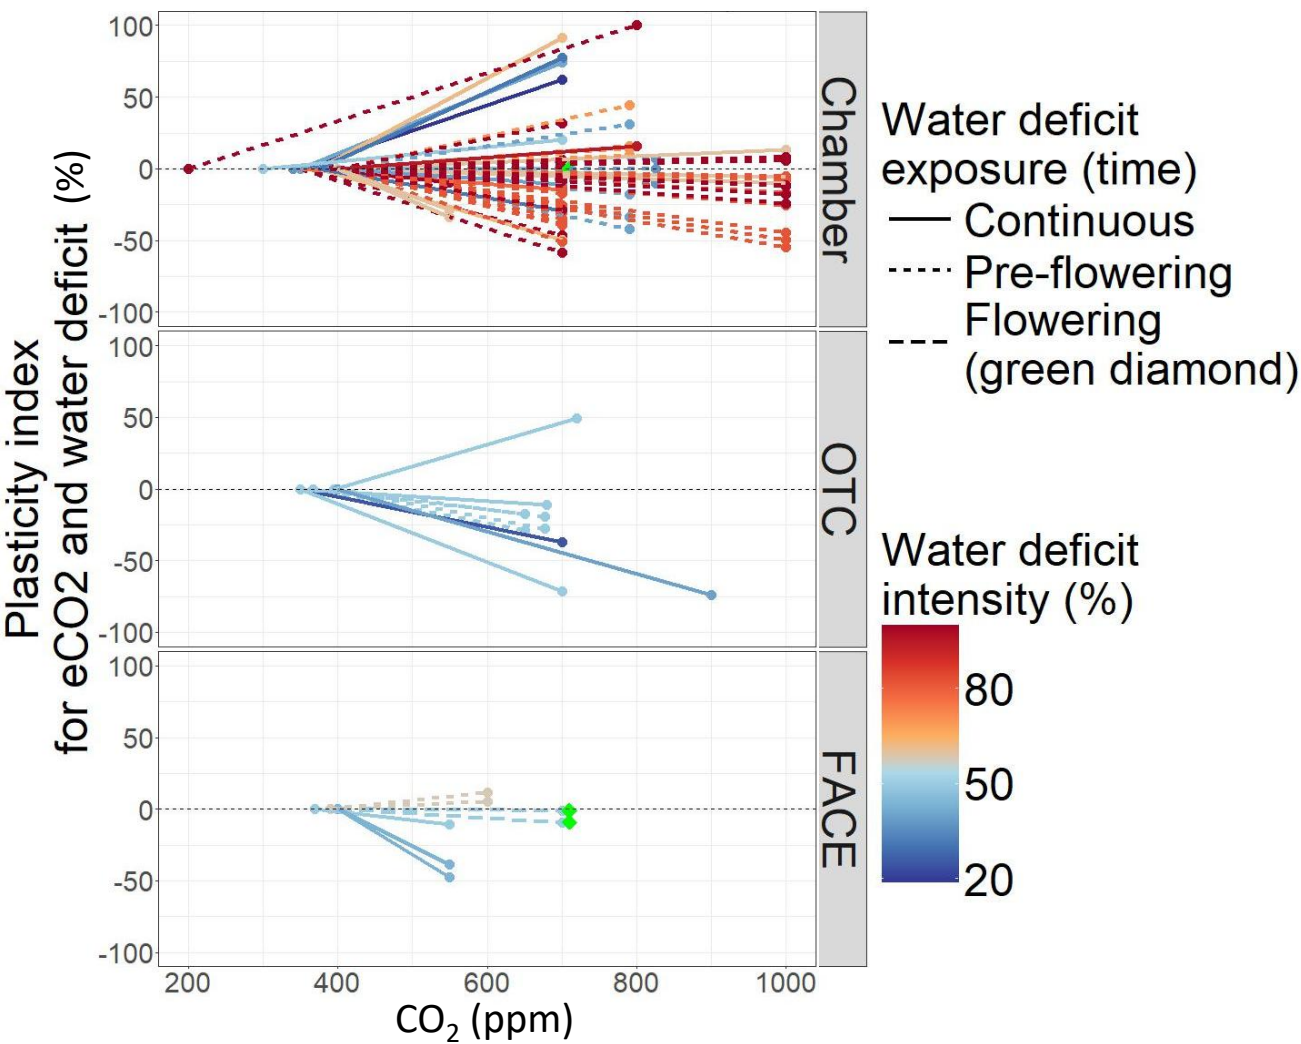 Plasticity index
for eCO2 and water deficit (%)
100
50
0
-50
-100
Chamber
100
50
0
-50
-100
OTC
100
50
0
-50
-100
FACE
200 400 600 800 1000
CO₂ (ppm)
Water deficit
exposure (time)
Continuous
Pre-flowering
Flowering
(green diamond)
Water deficit
intensity (%)
80
50
20